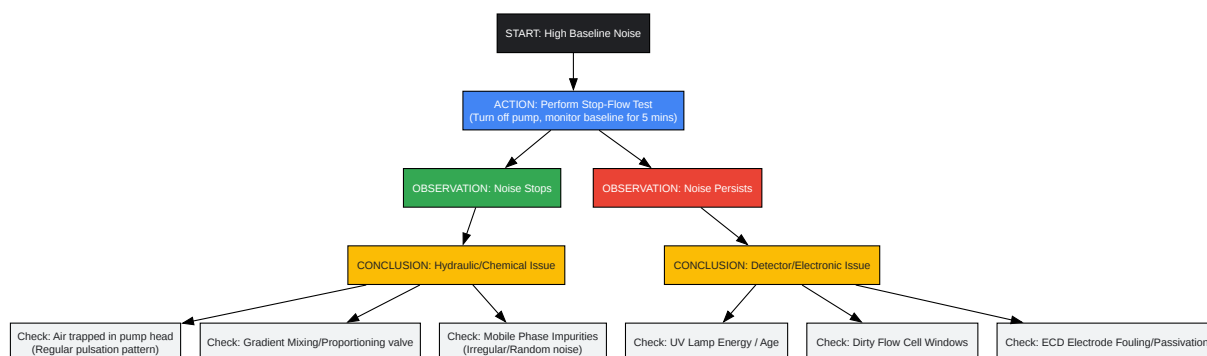 START: High Baseline Noise
ACTION: Perform Stop-Flow Test
(Turn off pump, monitor baseline for 5 mins)
OBSERVATION: Noise Stops
OBSERVATION: Noise Persists
CONCLUSION: Hydraulic/Chemical Issue
CONCLUSION: Detector/Electronic Issue
Check: Air trapped in pump head
(Regular pulsation pattern)
Check: Gradient Mixing/Proportioning valve
Check: Mobile Phase Impurities
(Irregular/Random noise)
Check: UV Lamp Energy / Age
Check: Dirty Flow Cell Windows
Check: ECD Electrode Fouling/Passivation